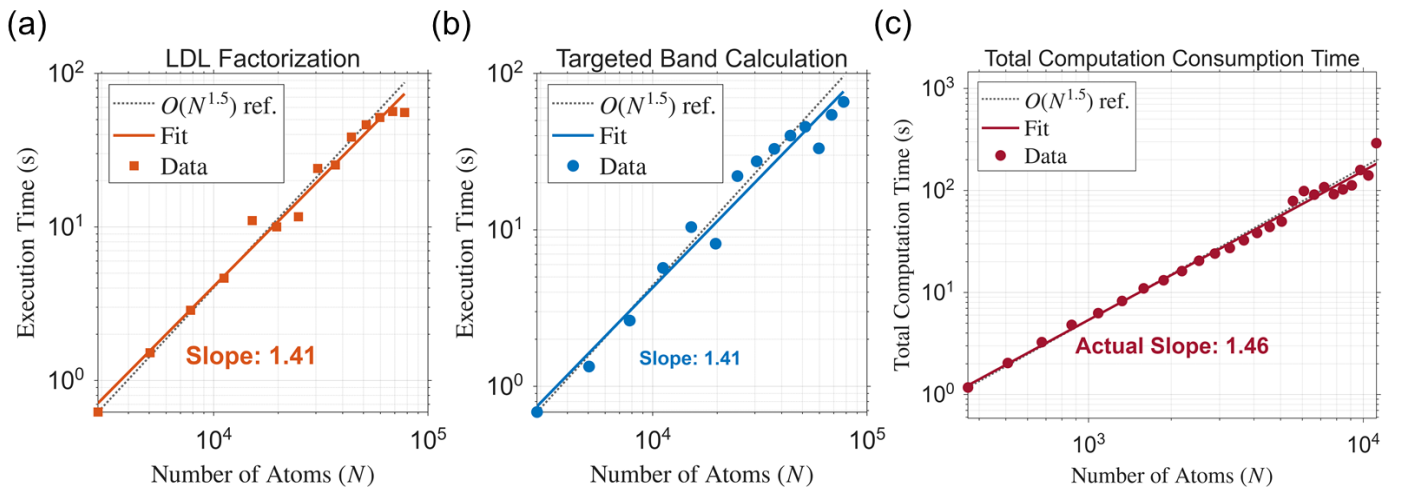 (a)
LDL Factorization
10^2
10^1
10^0
10^4
10^5
Execution Time (s)
Number of Atoms (N)
O(N^1.5) ref.
Fit
Data
Slope: 1.41
(b)
Targeted Band Calculation
10^2
10^1
10^0
10^4
10^5
Execution Time (s)
Number of Atoms (N)
O(N^1.5) ref.
Fit
Data
Slope: 1.41
(c)
Total Computation Consumption Time
10^3
10^2
10^1
10^0
10^3
10^4
Total Computation Time (s)
Number of Atoms (N)
O(N^1.5) ref.
Fit
Data
Actual Slope: 1.46